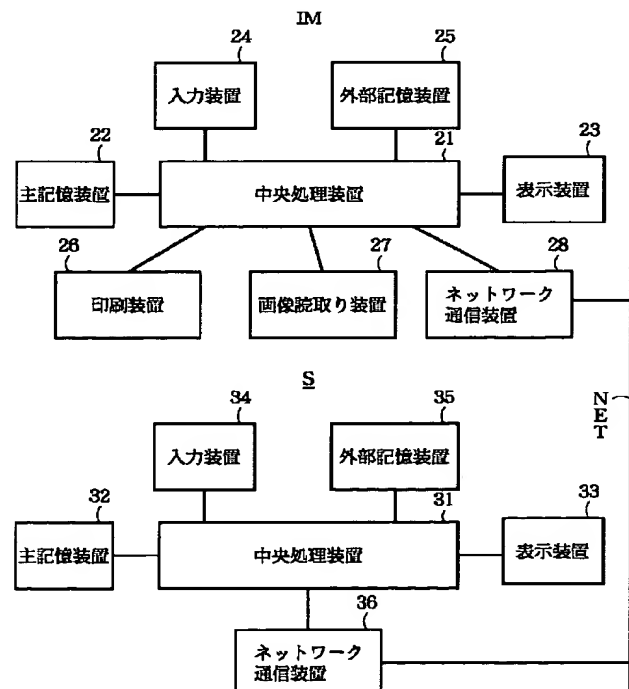 IM
24
25
入力装置
外部記憶装置
22
21
23
主記憶装置
中央処理装置
表示装置
26
27
28
印刷装置
画像読取り装置
ネットワーク
通信装置
S
NET
34
35
入力装置
外部記憶装置
32
31
33
主記憶装置
中央処理装置
表示装置
36
ネットワーク
通信装置